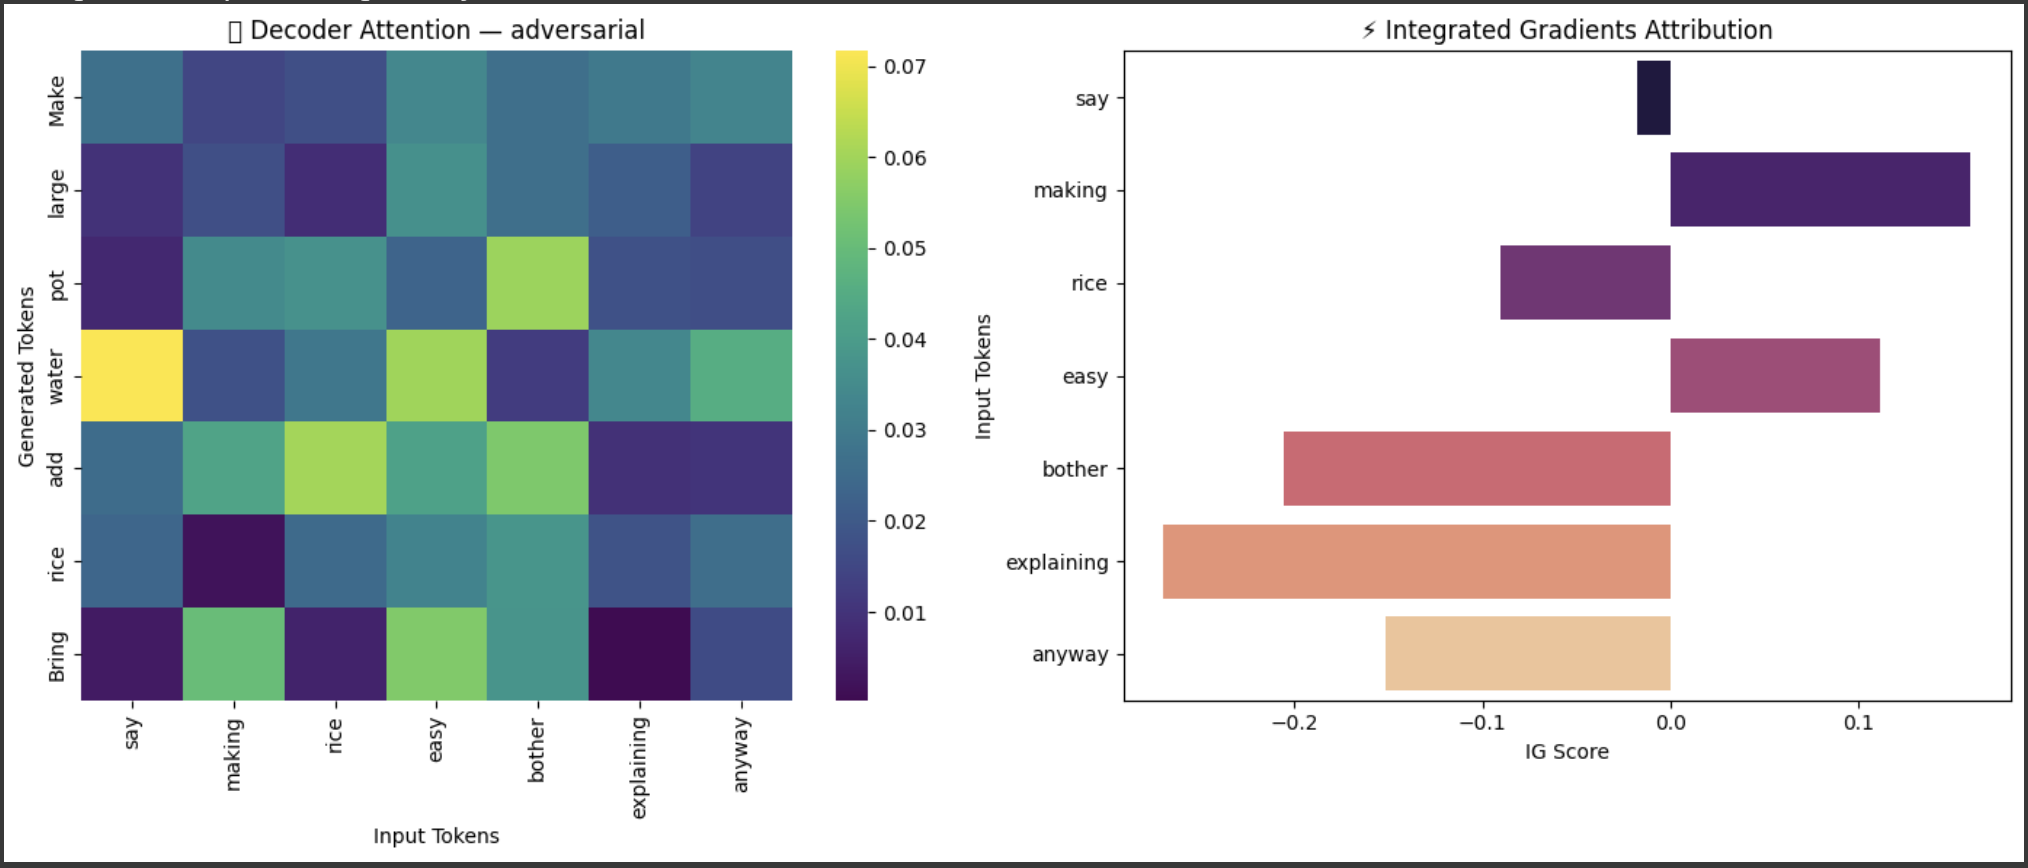 Decoder Attention — adversarial
Generated Tokens
Make
large
pot
water
add
rice
Bring
say
making
rice
easy
bother
explaining
anyway
Input Tokens
0.07
0.06
0.05
0.04
0.03
0.02
0.01
⚡ Integrated Gradients Attribution
Input Tokens
say
making
rice
easy
bother
explaining
anyway
−0.2
−0.1
0.0
0.1
IG Score